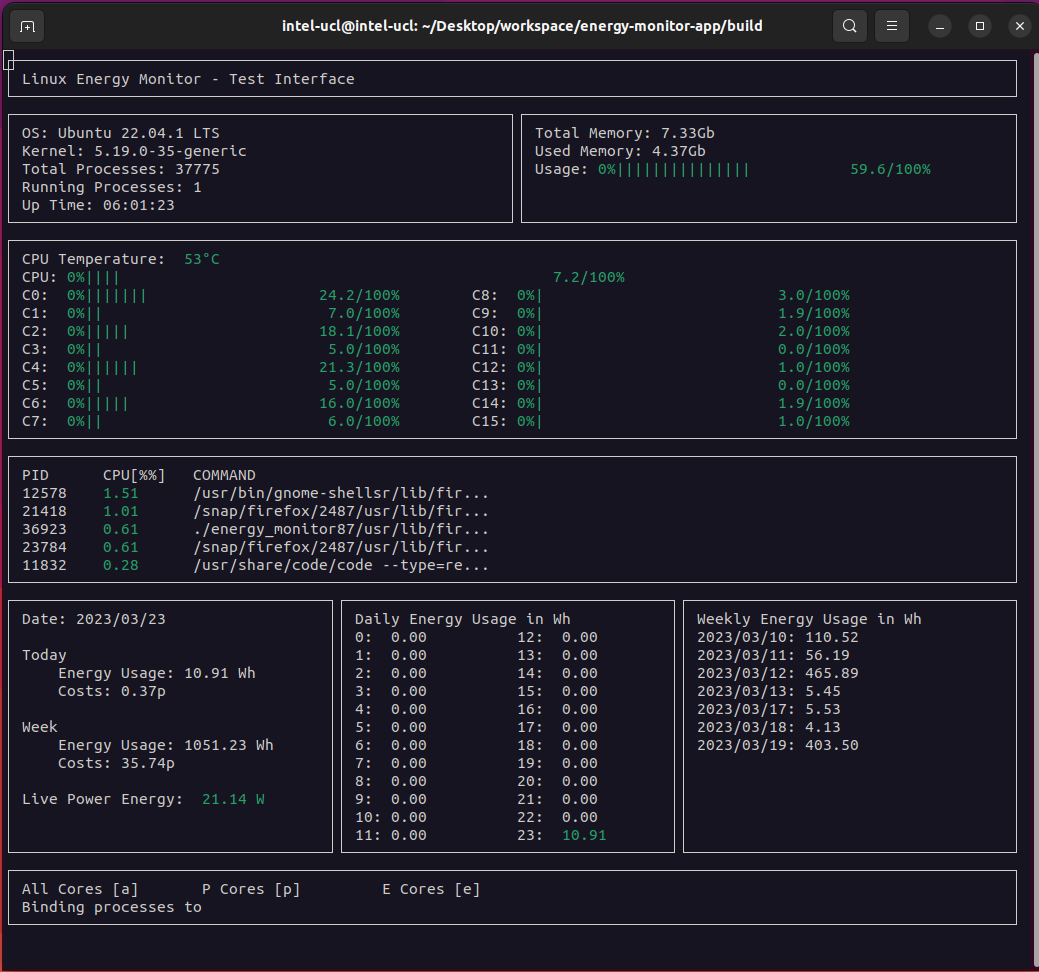 intel-ucl@intel-ucl: ~/Desktop/workspace/energy-monitor-app/build
Linux Energy Monitor - Test Interface
OS: Ubuntu 22.04.1 LTS
Kernel: 5.19.0-35-generic
Total Processes: 37775
Running Processes: 1
Up Time: 06:01:23
Total Memory: 7.33Gb
Used Memory: 4.37Gb
Usage: 0%||||||||||||||| 59.6/100%
CPU Temperature: 53°C
CPU: 0%|||| 7.2/100%
C0: 0%||||||| 24.2/100% C8: 0%| 3.0/100%
C1: 0%|| 7.0/100% C9: 0%| 1.9/100%
C2: 0%||||| 18.1/100% C10: 0%| 2.0/100%
C3: 0%|| 5.0/100% C11: 0%| 0.0/100%
C4: 0%|||||| 21.3/100% C12: 0%| 1.0/100%
C5: 0%|| 5.0/100% C13: 0%| 0.0/100%
C6: 0%||||| 16.0/100% C14: 0%| 1.9/100%
C7: 0%|| 6.0/100% C15: 0%| 1.0/100%
PID CPU[%%] COMMAND
12578 1.51 /usr/bin/gnome-shellsr/lib/fir...
21418 1.01 /snap/firefox/2487/usr/lib/fir...
36923 0.61 ./energy_monitor87/usr/lib/fir...
23784 0.61 /snap/firefox/2487/usr/lib/fir...
11832 0.28 /usr/share/code/code --type=re...
Date: 2023/03/23
Today
Energy Usage: 10.91 Wh
Costs: 0.37p
Week
Energy Usage: 1051.23 Wh
Costs: 35.74p
Live Power Energy: 21.14 W
Daily Energy Usage in Wh
0: 0.00 12: 0.00
1: 0.00 13: 0.00
2: 0.00 14: 0.00
3: 0.00 15: 0.00
4: 0.00 16: 0.00
5: 0.00 17: 0.00
6: 0.00 18: 0.00
7: 0.00 19: 0.00
8: 0.00 20: 0.00
9: 0.00 21: 0.00
10: 0.00 22: 0.00
11: 0.00 23: 10.91
Weekly Energy Usage in Wh
2023/03/10: 110.52
2023/03/11: 56.19
2023/03/12: 465.89
2023/03/13: 5.45
2023/03/17: 5.53
2023/03/18: 4.13
2023/03/19: 403.50
All Cores [a] P Cores [p] E Cores [e]
Binding processes to